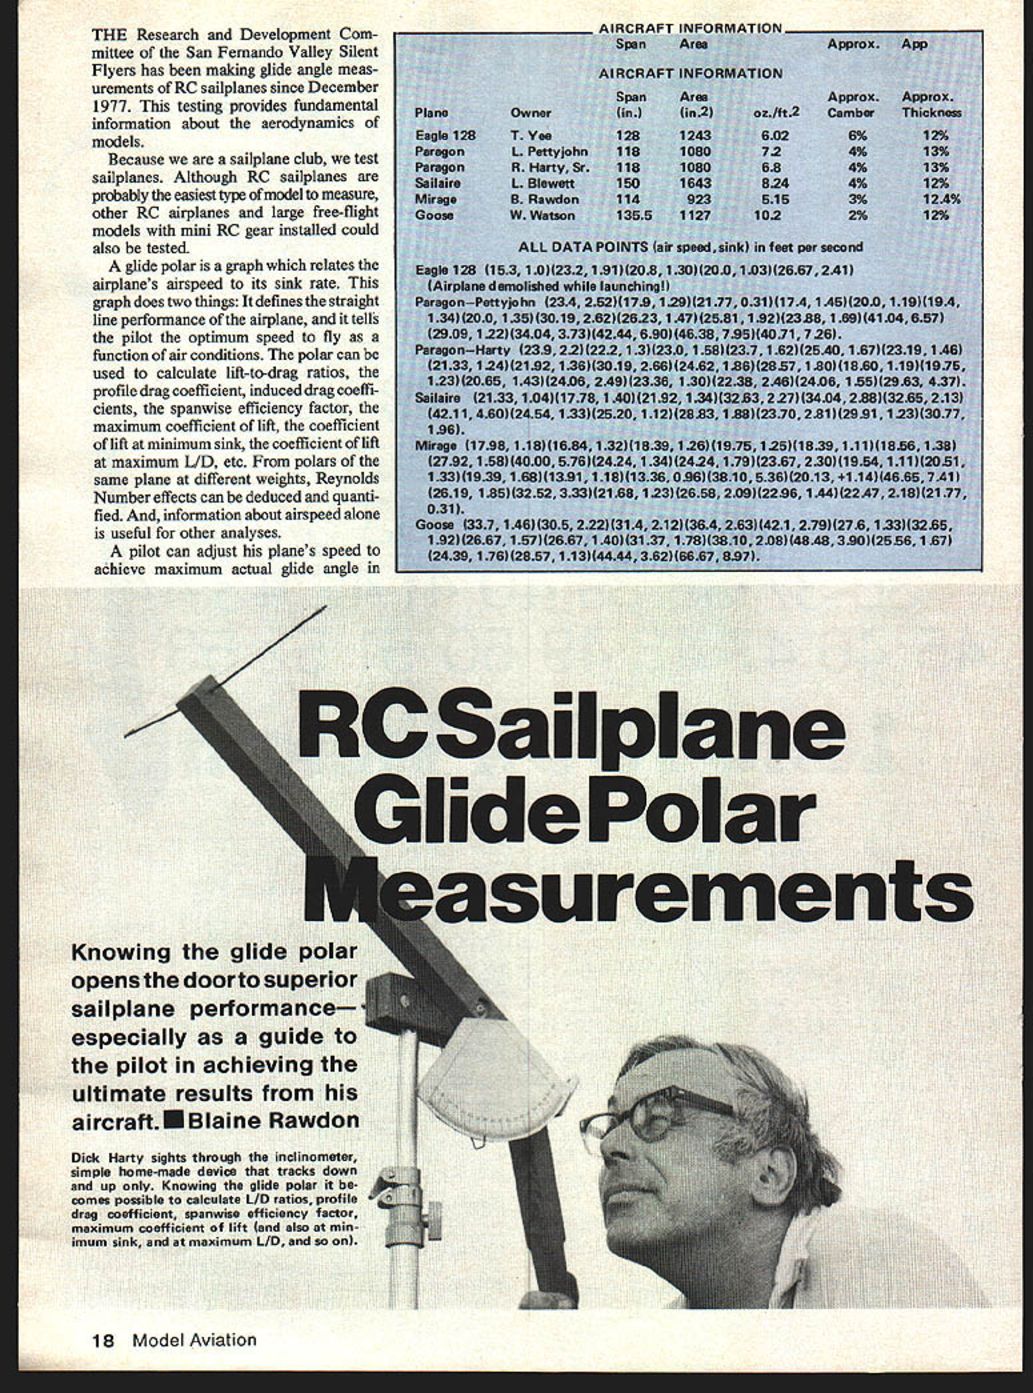 THE Research and Development Com-
mittee of the San Fernando Valley Silent
Flyers has been making glide angle meas-
urements of RC sailplanes since December
1977. This testing provides fundamental
information about the aerodynamics of
models.
Because we are a sailplane club, we test
sailplanes. Although RC sailplanes are
probably the easiest type of model to measure,
other RC airplanes and large free-flight
models with mini RC gear installed could
also be tested.
A glide polar is a graph which relates the
airplane's airspeed to its sink rate. This
graph does two things: It defines the straight
line performance of the airplane, and it tells
the pilot the optimum speed to fly as a
function of air conditions. The polar can be
used to calculate lift-to-drag ratios, the
profile drag coefficient, induced drag coeffi-
cients, the spanwise efficiency factor, the
maximum coefficient of lift, the coefficient
of lift at minimum sink, the coefficient of lift
at maximum L/D, etc. From polars of the
same plane at different weights, Reynolds
Number effects can be deduced and quanti-
fied. And, information about airspeed alone
is useful for other analyses.
A pilot can adjust his plane's speed to
achieve maximum actual glide angle in
AIRCRAFT INFORMATION
Span Area Approx. App
AIRCRAFT INFORMATION
Span Area Approx. Approx.
Plane Owner (in.) (in.2) oz./ft.2 Camber Thickness
Eagle 128 T. Yee 128 1243 6.02 6% 12%
Paragon L. Pettyjohn 118 1080 7.2 4% 13%
Paragon R. Harty, Sr. 118 1080 6.8 4% 13%
Sailaire L. Blewett 150 1643 8.24 4% 12%
Mirage B. Rawdon 114 923 5.15 3% 12.4%
Goose W. Watson 135.5 1127 10.2 2% 12%
ALL DATA POINTS (air speed, sink) in feet per second
Eagle 128 (15.3, 1.0)(23.2, 1.91)(20.8, 1.30)(20.0, 1.03)(26.67, 2.41)
(Airplane demolished while launching!)
Paragon—Pettyjohn (23.4, 2.52)(17.9, 1.29)(21.77, 0.31)(17.4, 1.45)(20.0, 1.19)(19.4,
1.34)(20.0, 1.35)(30.19, 2.62)(26.23, 1.47)(25.81, 1.92)(23.88, 1.69)(41.04, 6.57)
(29.09, 1.22)(34.04, 3.73)(42.44, 6.90)(46.38, 7.95)(40.71, 7.26).
Paragon—Harty (23.9, 2.2)(22.2, 1.3)(23.0, 1.58)(23.7, 1.62)(25.40, 1.67)(23.19, 1.46)
(21.33, 1.24)(21.92, 1.36)(30.19, 2.66)(24.62, 1.86)(28.57, 1.80)(18.60, 1.19)(19.75,
1.23)(20.65, 1.43)(24.06, 2.49)(23.36, 1.30)(22.38, 2.46)(24.06, 1.55)(29.63, 4.37).
Sailaire (21.33, 1.04)(17.78, 1.40)(21.92, 1.34)(32.63, 2.27)(34.04, 2.88)(32.65, 2.13)
(42.11, 4.60)(24.54, 1.33)(25.20, 1.12)(28.83, 1.88)(23.70, 2.81)(29.91, 1.23)(30.77,
1.96).
Mirage (17.98, 1.18)(16.84, 1.32)(18.39, 1.26)(19.75, 1.25)(18.39, 1.11)(18.56, 1.38)
(27.92, 1.58)(40.00, 5.76)(24.24, 1.34)(24.24, 1.79)(23.67, 2.30)(19.54, 1.11)(20.51,
1.33)(19.39, 1.68)(13.91, 1.18)(13.36, 0.96)(38.10, 5.36)(20.13, +1.14)(46.65, 7.41)
(26.19, 1.85)(32.52, 3.33)(21.68, 1.23)(26.58, 2.09)(22.96, 1.44)(22.47, 2.18)(21.77,
0.31).
Goose (33.7, 1.46)(30.5, 2.22)(31.4, 2.12)(36.4, 2.63)(42.1, 2.79)(27.6, 1.33)(32.65,
1.92)(26.67, 1.57)(26.67, 1.40)(31.37, 1.78)(38.10, 2.08)(48.48, 3.90)(25.56, 1.67)
(24.39, 1.76)(28.57, 1.13)(44.44, 3.62)(66.67, 8.97).
RC Sailplane
Glide Polar
Measurements
Knowing the glide polar
opens the door to superior
sailplane performance—
especially as a guide to
the pilot in achieving the
ultimate results from his
aircraft. ■ Blaine Rawdon
Dick Harty sights through the inclinometer,
simple home-made device that tracks down
and up only. Knowing the glide polar it be-
comes possible to calculate L/D ratios, profile
drag coefficient, spanwise efficiency factor,
maximum coefficient of lift (and also at min-
imum sink, and at maximum L/D, and so on).
18 Model Aviation